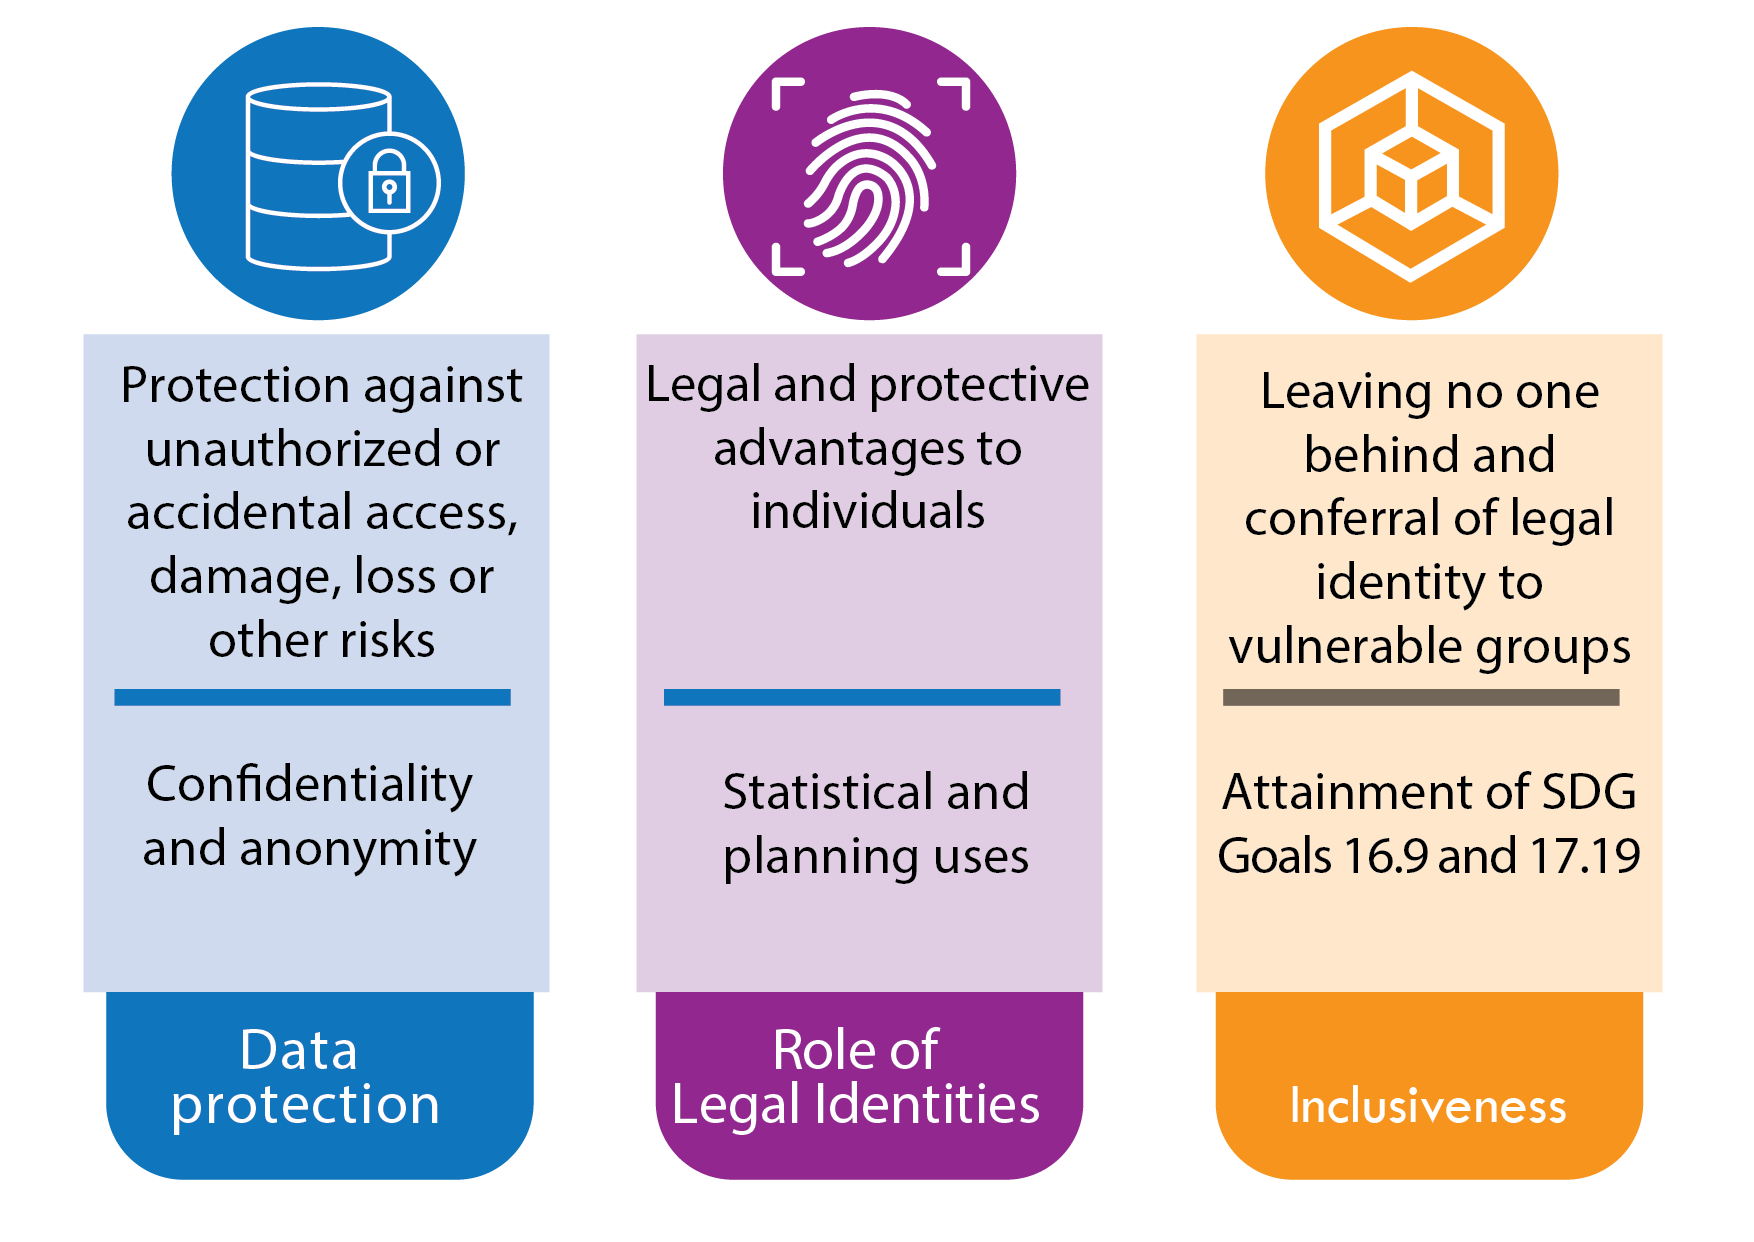 Protection against
unauthorized or
accidental access,
damage, loss or
other risks
Confidentiality
and anonymity
Data
protection
Legal and protective
advantages to
individuals
Statistical and
planning uses
Role of
Legal Identities
Leaving no one
behind and
conferral of legal
identity to
vulnerable groups
Attainment of SDG
Goals 16.9 and 17.19
Inclusiveness